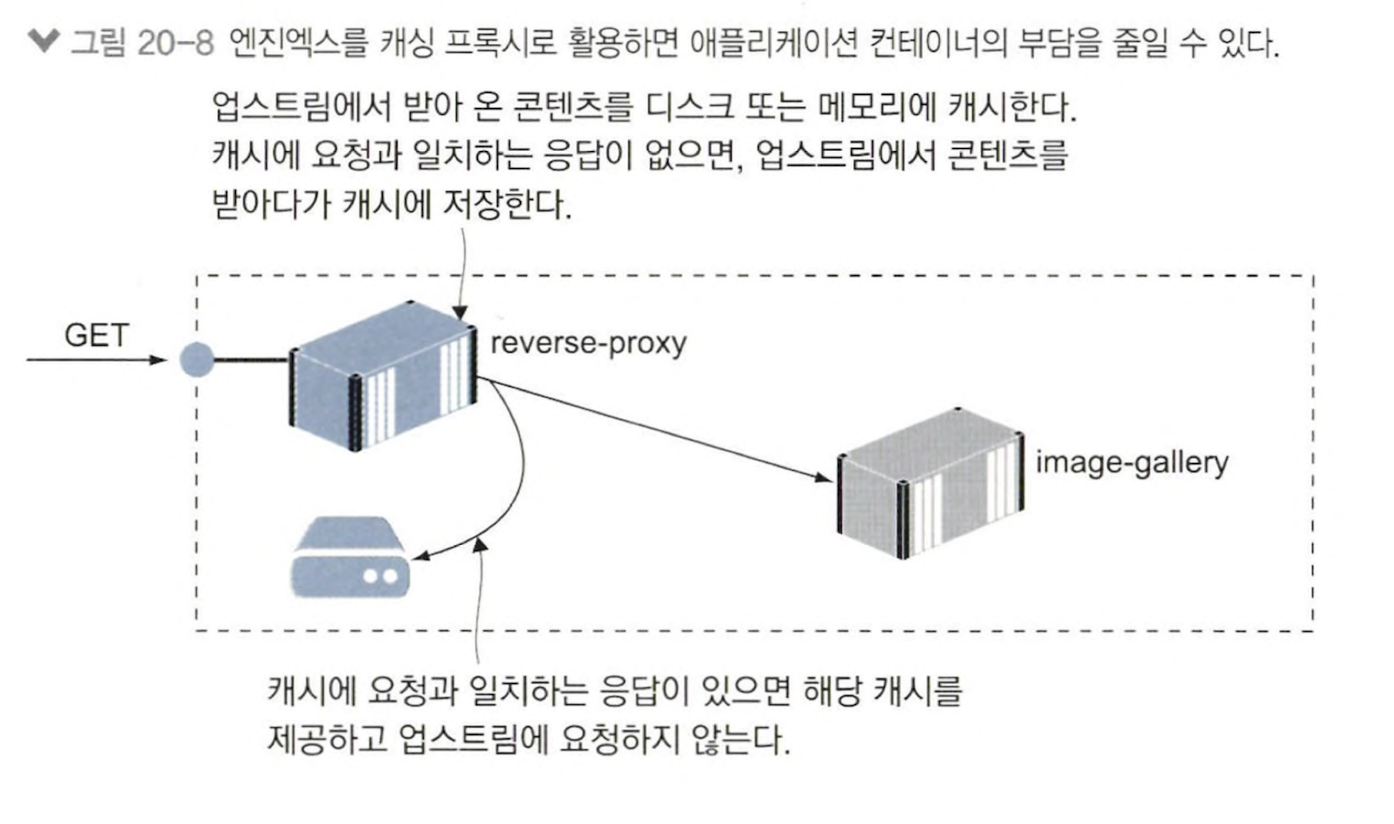 그림 20-8 엔진엑스를 캐싱 프록시로 활용하면 애플리케이션 컨테이너의 부담을 줄일 수 있다.
업스트림에서 받아 온 콘텐츠를 디스크 또는 메모리에 캐시한다.
캐시에 요청과 일치하는 응답이 없으면, 업스트림에서 콘텐츠를
받아다가 캐시에 저장한다.
GET
reverse-proxy
image-gallery
캐시에 요청과 일치하는 응답이 있으면 해당 캐시를
제공하고 업스트림에 요청하지 않는다.